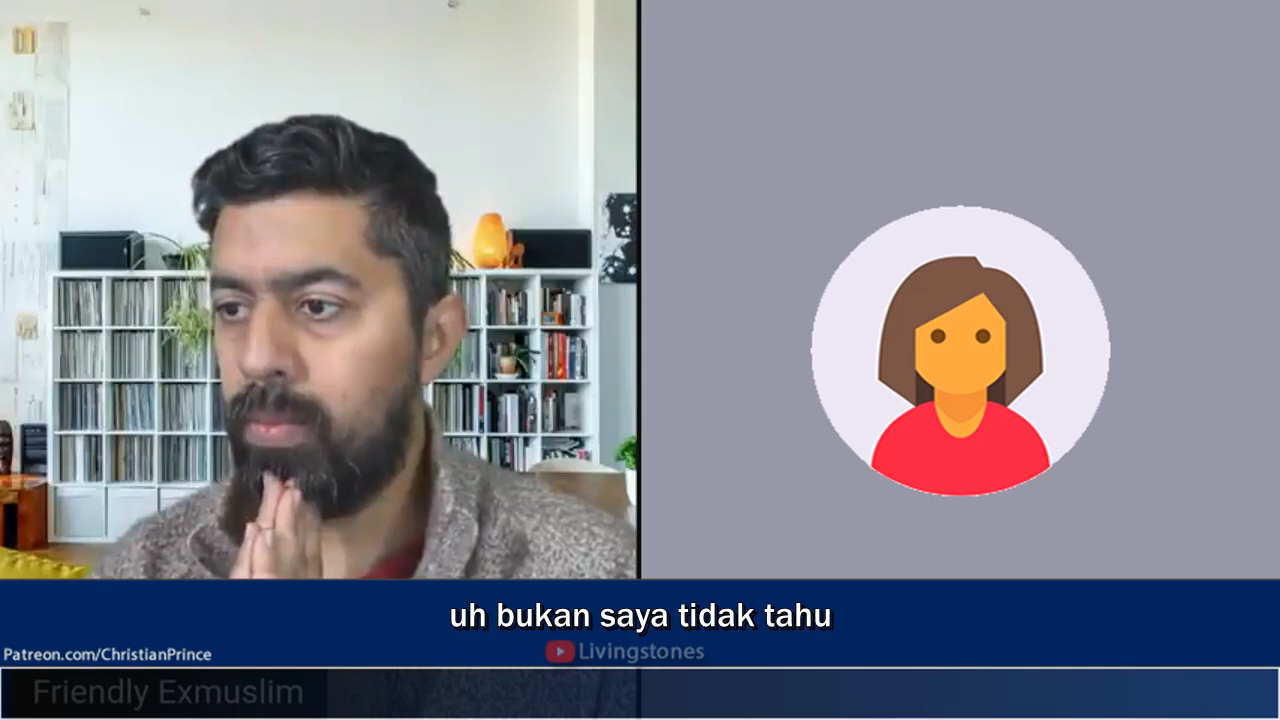 uh bukan saya tidak tahu
Patreon.com/ChristianPrince
Livingstones
Friendly Exmuslim